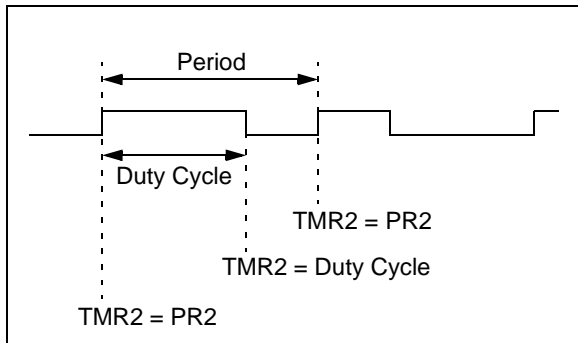 Period
Duty Cycle
TMR2 = PR2
TMR2 = Duty Cycle
TMR2 = PR2